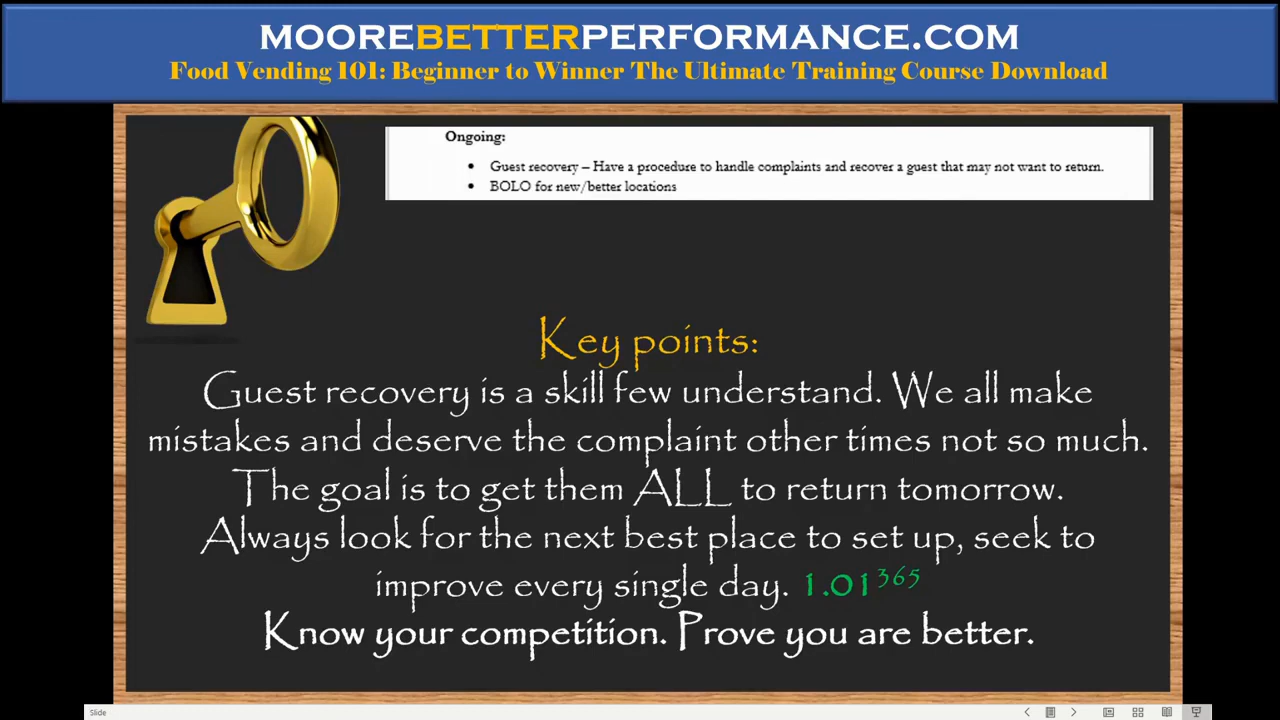 MOOREBETTERPERFORMANCE.COM
Food Vending 101: Beginner to Winner The Ultimate Training Course Download
Ongoing:
• Guest recovery – Have a procedure to handle complaints and recover a guest that may not want to return.
• BOLO for new/better locations
Key points:
Guest recovery is a skill few understand. We all make
mistakes and deserve the complaint other times not so much.
The goal is to get them ALL to return tomorrow.
Always look for the next best place to set up, seek to
improve every single day. 1.01³⁶⁵
Know your competition. Prove you are better.
Slide